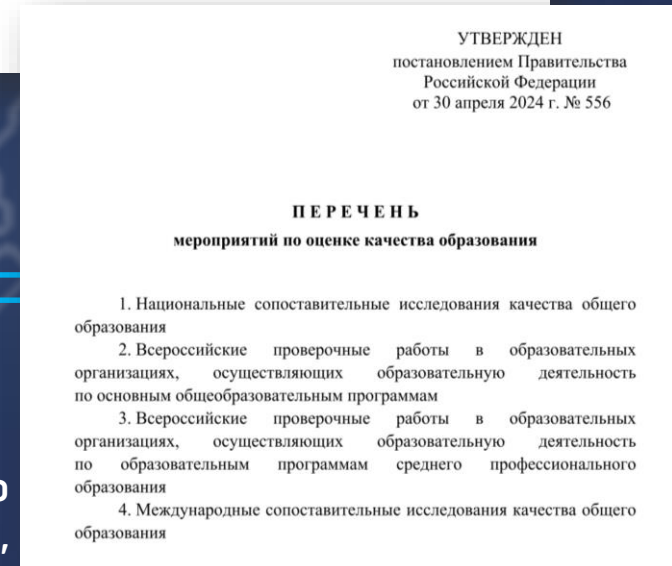 УТВЕРЖДЕН
постановлением Правительства
Российской Федерации
от 30 апреля 2024 г. № 556
П Е Р Е Ч Е Н Ь
мероприятий по оценке качества образования
1. Национальные сопоставительные исследования качества общего
образования
2. Всероссийские проверочные работы в образовательных
организациях, осуществляющих образовательную деятельность
по основным общеобразовательным программам
3. Всероссийские проверочные работы в образовательных
организациях, осуществляющих образовательную деятельность
по образовательным программам среднего профессионального
образования
4. Международные сопоставительные исследования качества общего
образования